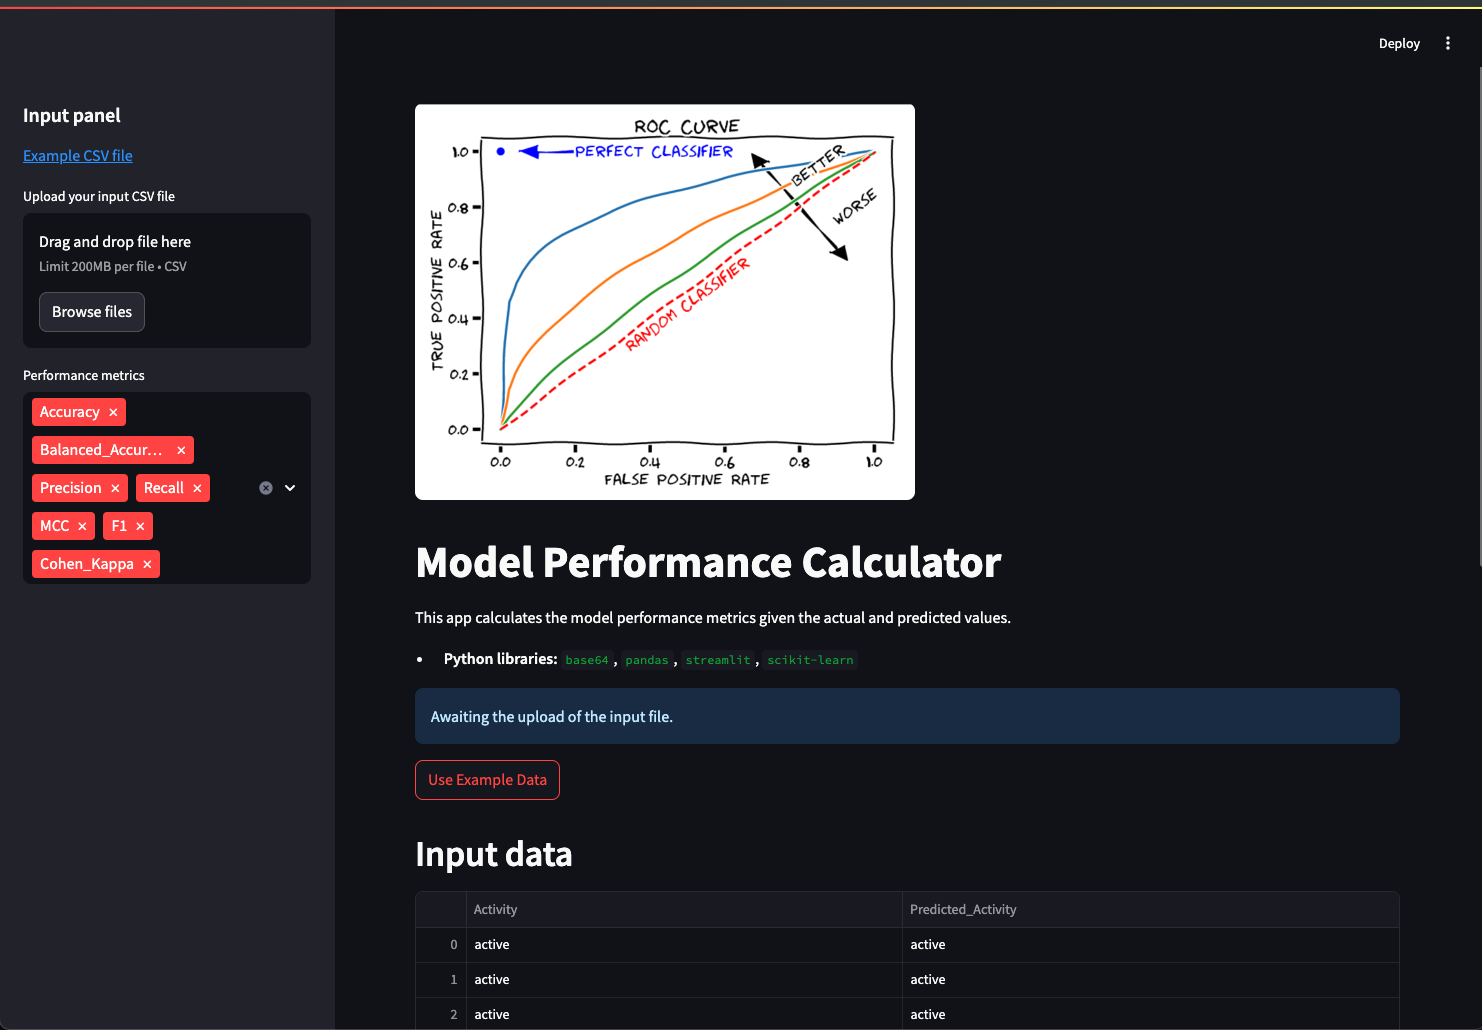 Deploy
Input panel
Example CSV file
Upload your input CSV file
Drag and drop file here
Limit 200MB per file • CSV
Browse files
Performance metrics
Accuracy ×
Balanced_Accur... ×
Precision × Recall ×
MCC × F1 ×
Cohen_Kappa ×
ROC CURVE
PERFECT CLASSIFIER
BETTER
WORSE
RANDOM CLASSIFIER
TRUE POSITIVE RATE
1.0
0.8
0.6
0.4
0.2
0.0
0.0 0.2 0.4 0.6 0.8 1.0
FALSE POSITIVE RATE
Model Performance Calculator
This app calculates the model performance metrics given the actual and predicted values.
• Python libraries: base64, pandas, streamlit, scikit-learn
Awaiting the upload of the input file.
Use Example Data
Input data
Activity Predicted_Activity
0 active active
1 active active
2 active active